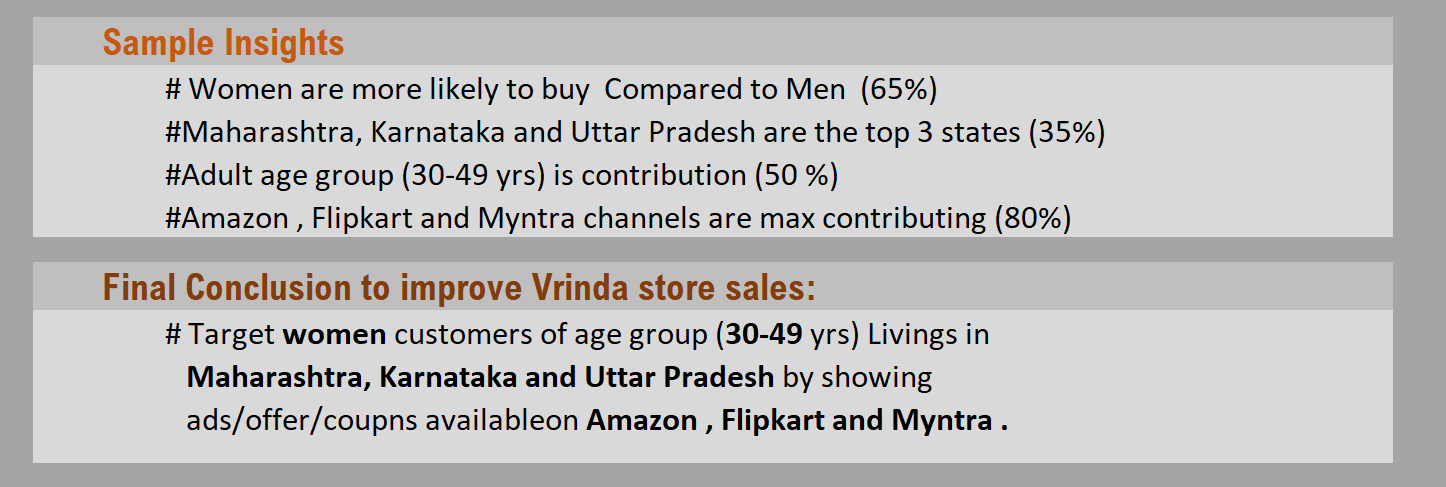 Sample Insights
# Women are more likely to buy  Compared to Men  (65%)
#Maharashtra, Karnataka and Uttar Pradesh are the top 3 states (35%)
#Adult age group (30-49 yrs) is contribution (50 %)
#Amazon , Flipkart and Myntra channels are max contributing (80%)
Final Conclusion to improve Vrinda store sales:
# Target women customers of age group (30-49 yrs) Livings in
Maharashtra, Karnataka and Uttar Pradesh by showing
ads/offer/coupns availableon Amazon , Flipkart and Myntra .